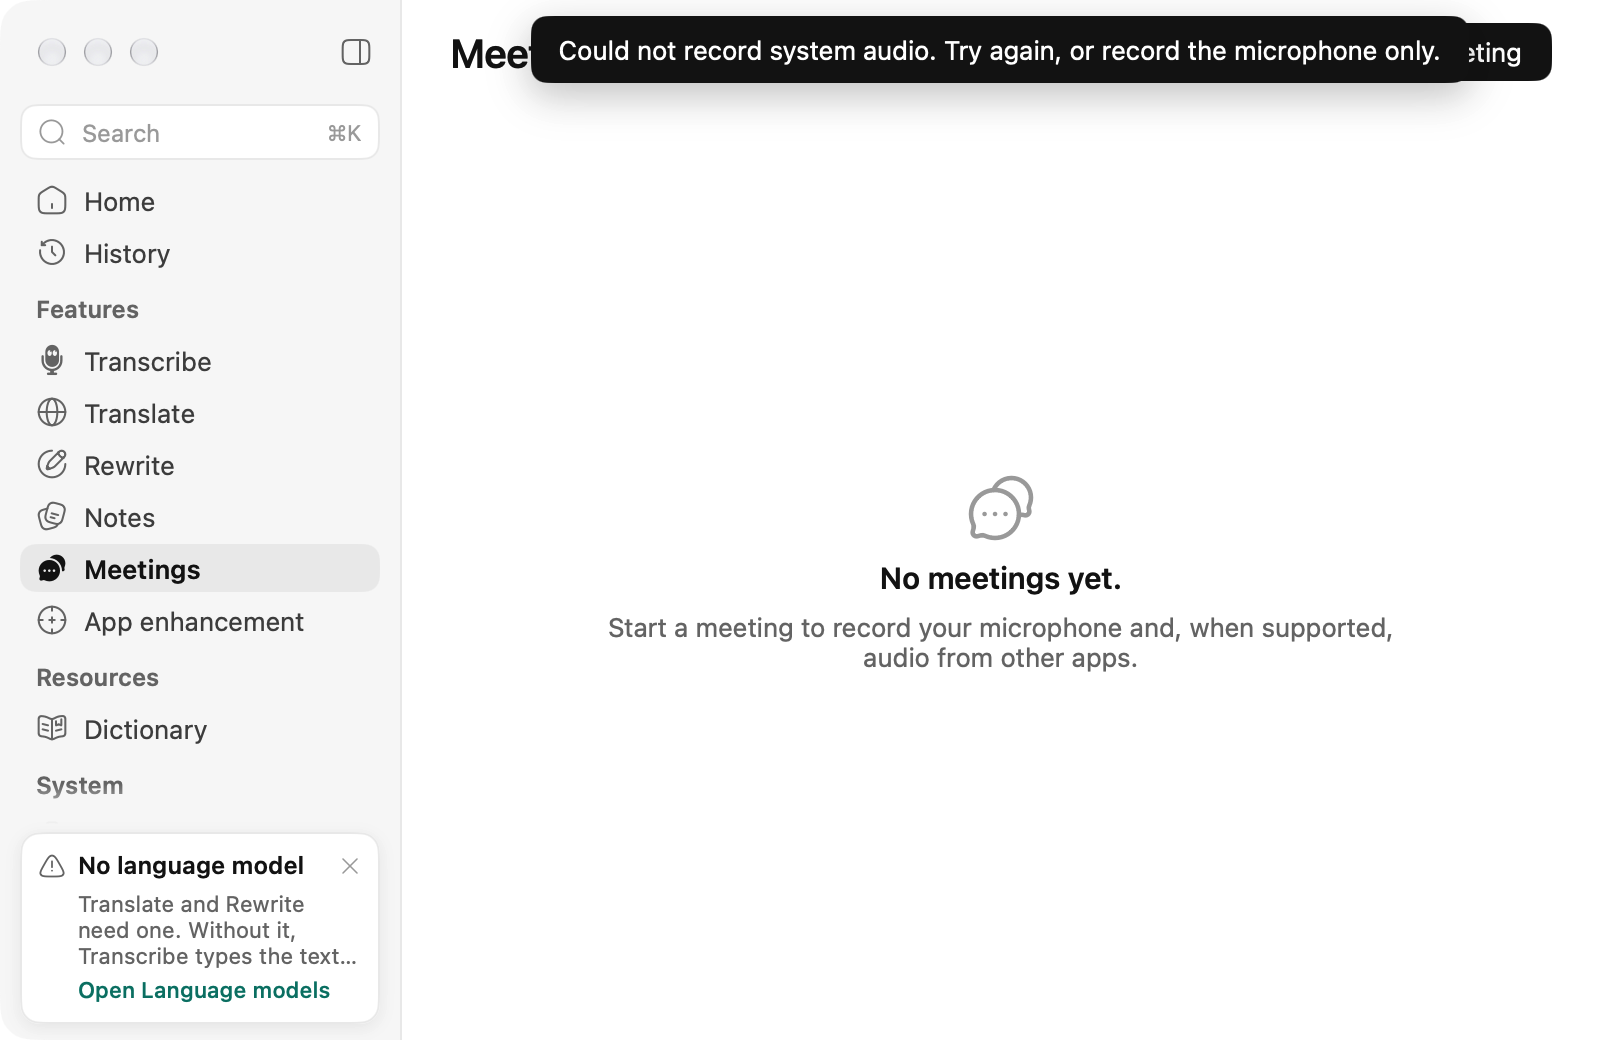 Search ⌘K
Home
History
Features
Transcribe
Translate
Rewrite
Notes
Meetings
App enhancement
Resources
Dictionary
System
No language model
Translate and Rewrite
need one. Without it,
Transcribe types the text...
Open Language models
Could not record system audio. Try again, or record the microphone only.
No meetings yet.
Start a meeting to record your microphone and, when supported,
audio from other apps.